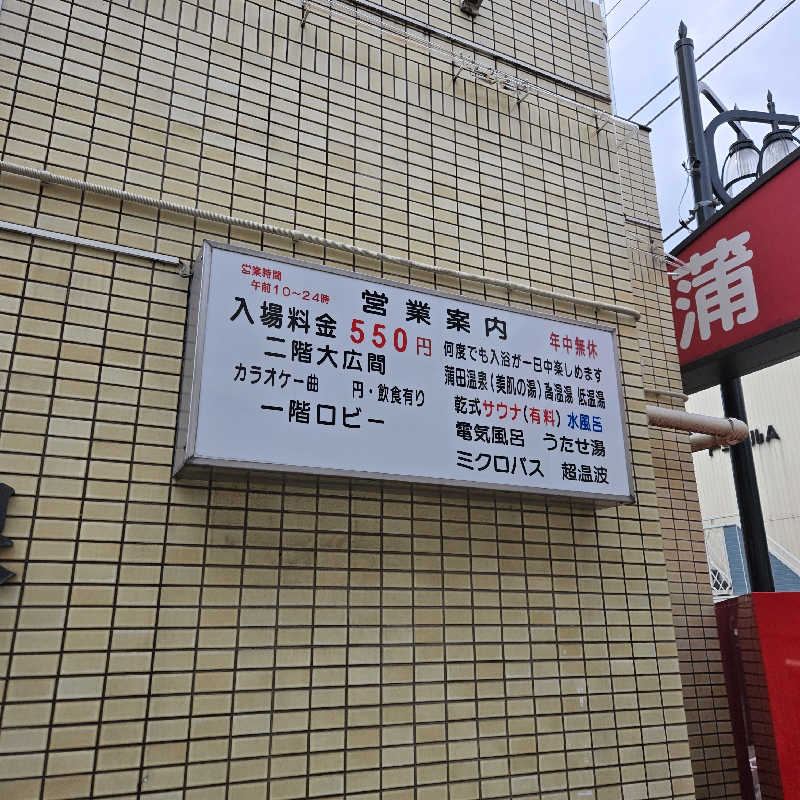 営業時間
午前10～24時
営業案内
年中無休
入場料金 550円
二階大広間
カラオケ一曲 円・飲食有り
一階ロビー
何度でも入浴が一日中楽しめます
蒲田温泉(美肌の湯)高温湯 低温湯
乾式サウナ(有料)水風呂
電気風呂 うたせ湯
ミクロバス 超温波
蒲